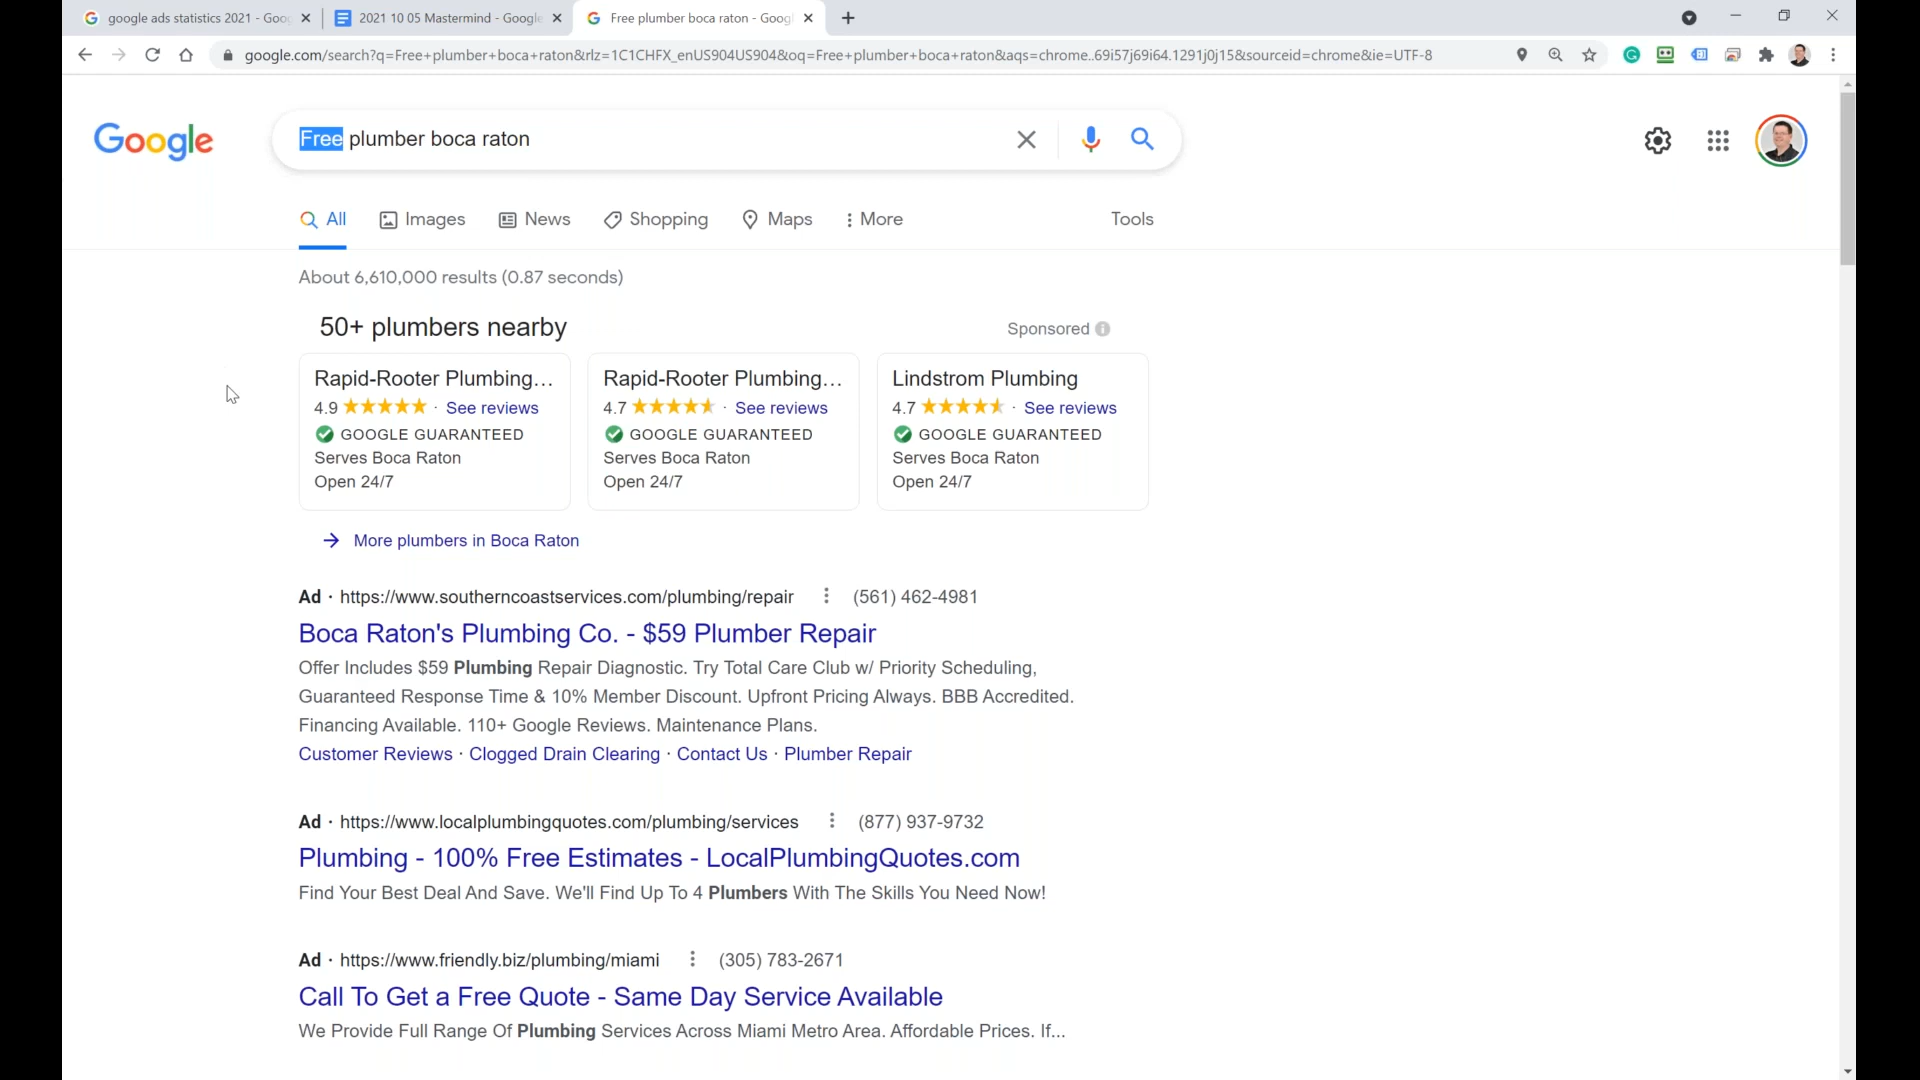 google ads statistics 2021 - Goog
2021 10 05 Mastermind - Google
Free plumber boca raton - Googl
google.com/search?q=Free+plumber+boca+raton&rlz=1C1CHFX_enUS904US904&oq=Free+plumber+boca+raton&aqs=chrome..69i57j69i64.1291j0j15&sourceid=chrome&ie=UTF-8
Google
Free plumber boca raton
All
Images
News
Shopping
Maps
More
Tools
About 6,610,000 results (0.87 seconds)
50+ plumbers nearby
Sponsored
Rapid-Rooter Plumbing...
4.9 · See reviews
GOOGLE GUARANTEED
Serves Boca Raton
Open 24/7
Rapid-Rooter Plumbing...
4.7 · See reviews
GOOGLE GUARANTEED
Serves Boca Raton
Open 24/7
Lindstrom Plumbing
4.7 · See reviews
GOOGLE GUARANTEED
Serves Boca Raton
Open 24/7
More plumbers in Boca Raton
Ad · https://www.southerncoastservices.com/plumbing/repair (561) 462-4981
Boca Raton's Plumbing Co. - $59 Plumber Repair
Offer Includes $59 Plumbing Repair Diagnostic. Try Total Care Club w/ Priority Scheduling,
Guaranteed Response Time & 10% Member Discount. Upfront Pricing Always. BBB Accredited.
Financing Available. 110+ Google Reviews. Maintenance Plans.
Customer Reviews · Clogged Drain Clearing · Contact Us · Plumber Repair
Ad · https://www.localplumbingquotes.com/plumbing/services (877) 937-9732
Plumbing - 100% Free Estimates - LocalPlumbingQuotes.com
Find Your Best Deal And Save. We'll Find Up To 4 Plumbers With The Skills You Need Now!
Ad · https://www.friendly.biz/plumbing/miami (305) 783-2671
Call To Get a Free Quote - Same Day Service Available
We Provide Full Range Of Plumbing Services Across Miami Metro Area. Affordable Prices. If...